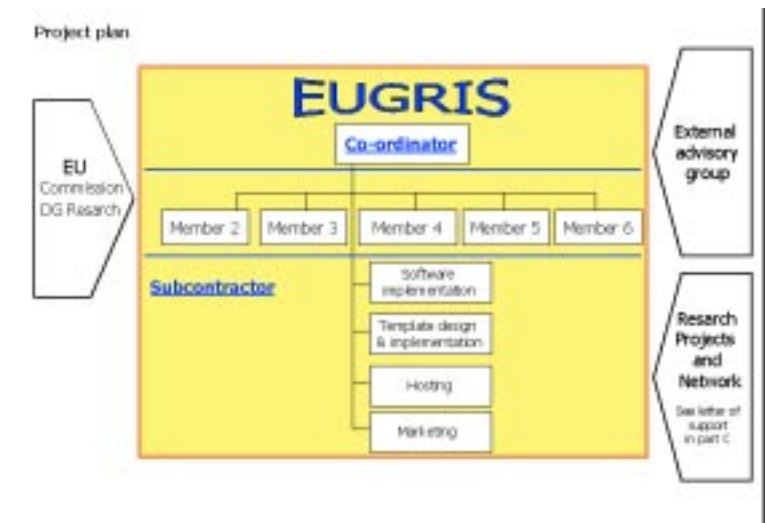 Project plan
EUGRIS
Co-ordinator
EU
Commission
DG Resarch
External
advisory
group
Member 2
Member 3
Member 4
Member 5
Member 6
Subcontractor
Software
implementation
Template design
& implementation
Hosting
Marketing
Resarch
Projects
and
Network
See letter of
support
in part C